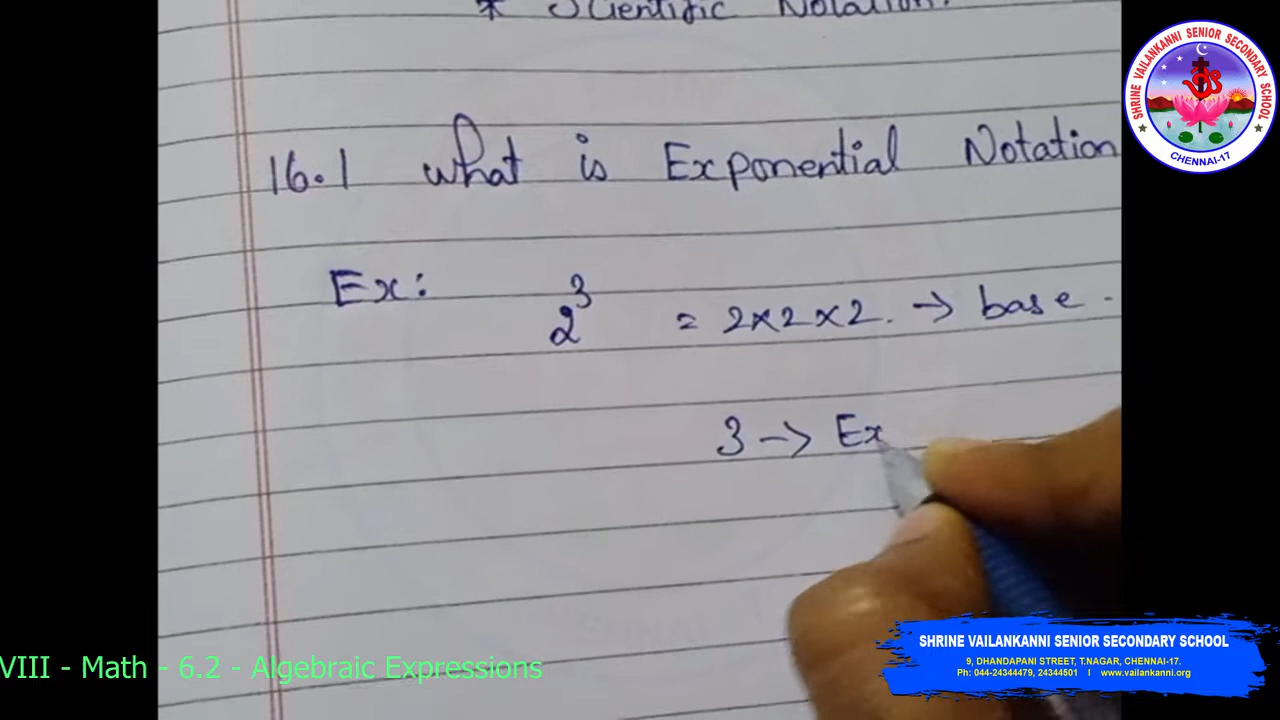 * Scientific Notation.
16.1 What is Exponential Notation
Ex: 2³ = 2×2×2. → base.
3 → Ex
SHRINE VAILANKANNI SENIOR SECONDARY SCHOOL
CHENNAI-17
VIII - Math - 6.2 - Algebraic Expressions
SHRINE VAILANKANNI SENIOR SECONDARY SCHOOL
9, DHANDAPANI STREET, T.NAGAR, CHENNAI-17.
Ph: 044-24344479, 24344501 I www.vailankanni.org